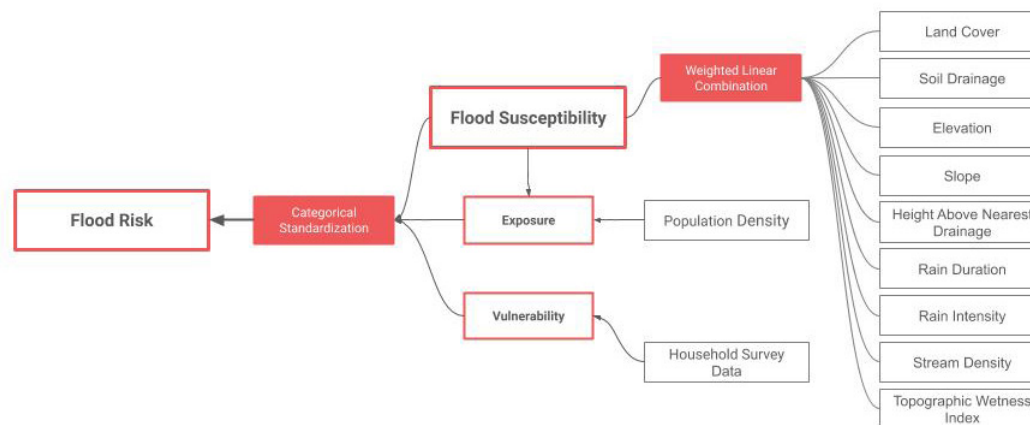 Flood Risk
Categorical
Standardization
Flood Susceptibility
Exposure
Vulnerability
Weighted Linear
Combination
Population Density
Household Survey
Data
Land Cover
Soil Drainage
Elevation
Slope
Height Above Nearest
Drainage
Rain Duration
Rain Intensity
Stream Density
Topographic Wetness
Index